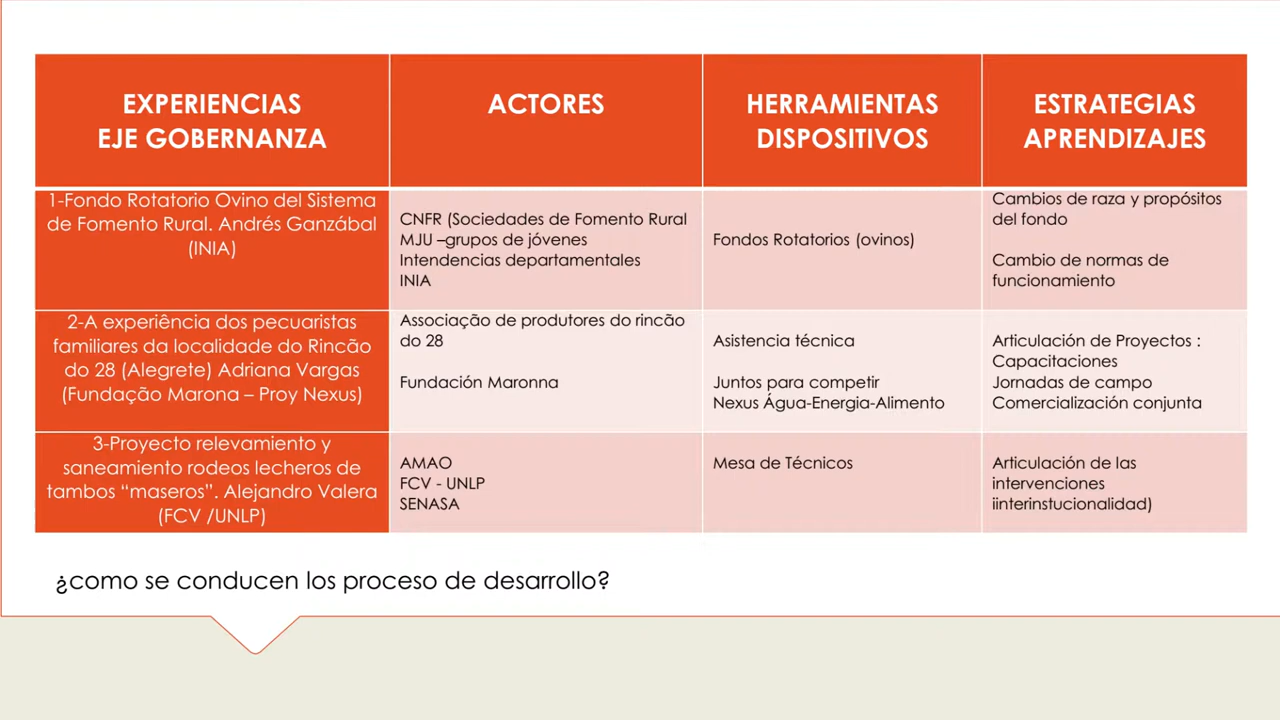 EXPERIENCIAS
EJE GOBERNANZA
ACTORES
HERRAMIENTAS
DISPOSITIVOS
ESTRATEGIAS
APRENDIZAJES
1-Fondo Rotatorio Ovino del Sistema
de Fomento Rural. Andrés Ganzábal
(INIA)
CNFR (Sociedades de Fomento Rural
MJU –grupos de jóvenes
Intendencias departamentales
INIA
Fondos Rotatorios (ovinos)
Cambios de raza y propósitos
del fondo
Cambio de normas de
funcionamiento
2-A experiência dos pecuaristas
familiares da localidade do Rincão
do 28 (Alegrete) Adriana Vargas
(Fundação Marona – Proy Nexus)
Associação de produtores do rincão
do 28
Fundación Maronna
Asistencia técnica
Juntos para competir
Nexus Água-Energia-Alimento
Articulación de Proyectos :
Capacitaciones
Jornadas de campo
Comercialización conjunta
3-Proyecto relevamiento y
saneamiento rodeos lecheros de
tambos “maseros”. Alejandro Valera
(FCV /UNLP)
AMAO
FCV - UNLP
SENASA
Mesa de Técnicos
Articulación de las
intervenciones
iinterinstucionalidad)
¿como se conducen los proceso de desarrollo?